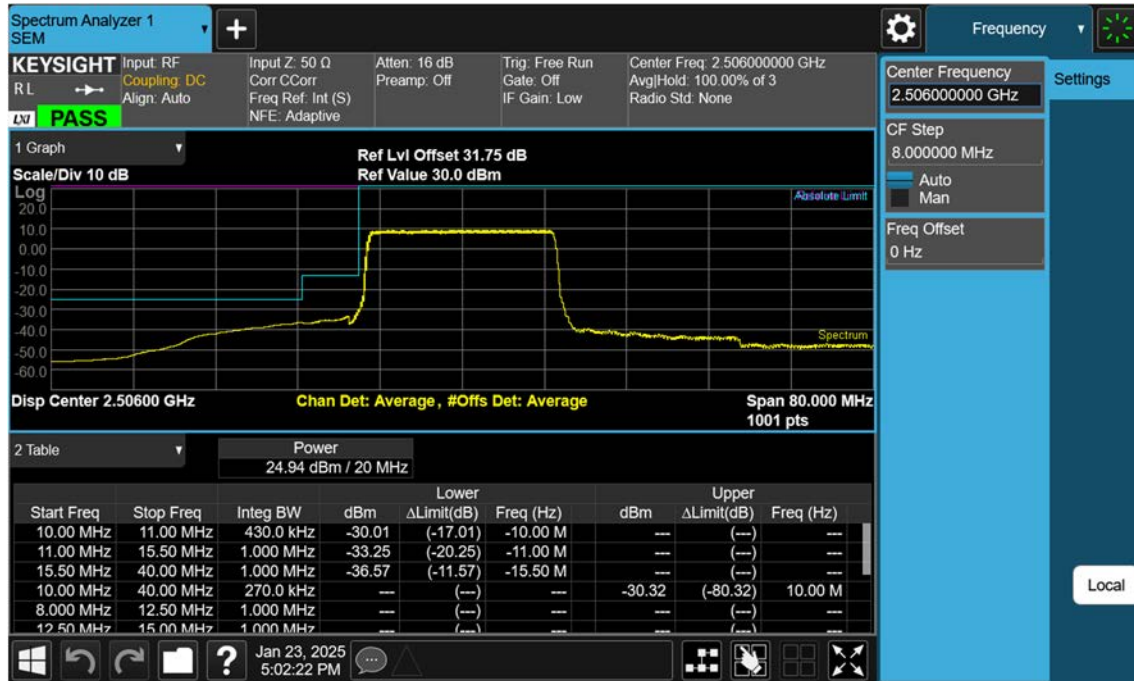 Spectrum Analyzer 1
SEM
Frequency
KEYSIGHT
RL
LXI PASS
Input: RF
Coupling: DC
Align: Auto
Input Z: 50 Ω
Corr CCorr
Freq Ref: Int (S)
NFE: Adaptive
Atten: 16 dB
Preamp: Off
Trig: Free Run
Gate: Off
IF Gain: Low
Center Freq: 2.506000000 GHz
Avg|Hold: 100.00% of 3
Radio Std: None
Center Frequency
2.506000000 GHz
Settings
CF Step
8.000000 MHz
Auto
Man
Freq Offset
0 Hz
1 Graph
Scale/Div 10 dB
Ref Lvl Offset 31.75 dB
Ref Value 30.0 dBm
Log
20.0
10.0
0.00
-10.0
-20.0
-30.0
-40.0
-50.0
-60.0
Absolute Limit
Spectrum
Disp Center 2.50600 GHz
Chan Det: Average, #Offs Det: Average
Span 80.000 MHz
1001 pts
2 Table
Power
24.94 dBm / 20 MHz
Lower Upper
Start Freq Stop Freq Integ BW dBm ΔLimit(dB) Freq (Hz) dBm ΔLimit(dB) Freq (Hz)
10.00 MHz 11.00 MHz 430.0 kHz -30.01 (-17.01) -10.00 M --- (---) ---
11.00 MHz 15.50 MHz 1.000 MHz -33.25 (-20.25) -11.00 M --- (---) ---
15.50 MHz 40.00 MHz 1.000 MHz -36.57 (-11.57) -15.50 M --- (---) ---
10.00 MHz 40.00 MHz 270.0 kHz --- (---) --- -30.32 (-80.32) 10.00 M
8.000 MHz 12.50 MHz 1.000 MHz --- (---) --- --- (---) ---
12.50 MHz 15.00 MHz 1.000 MHz --- (---) --- --- (---) ---
Local
?
Jan 23, 2025
5:02:22 PM